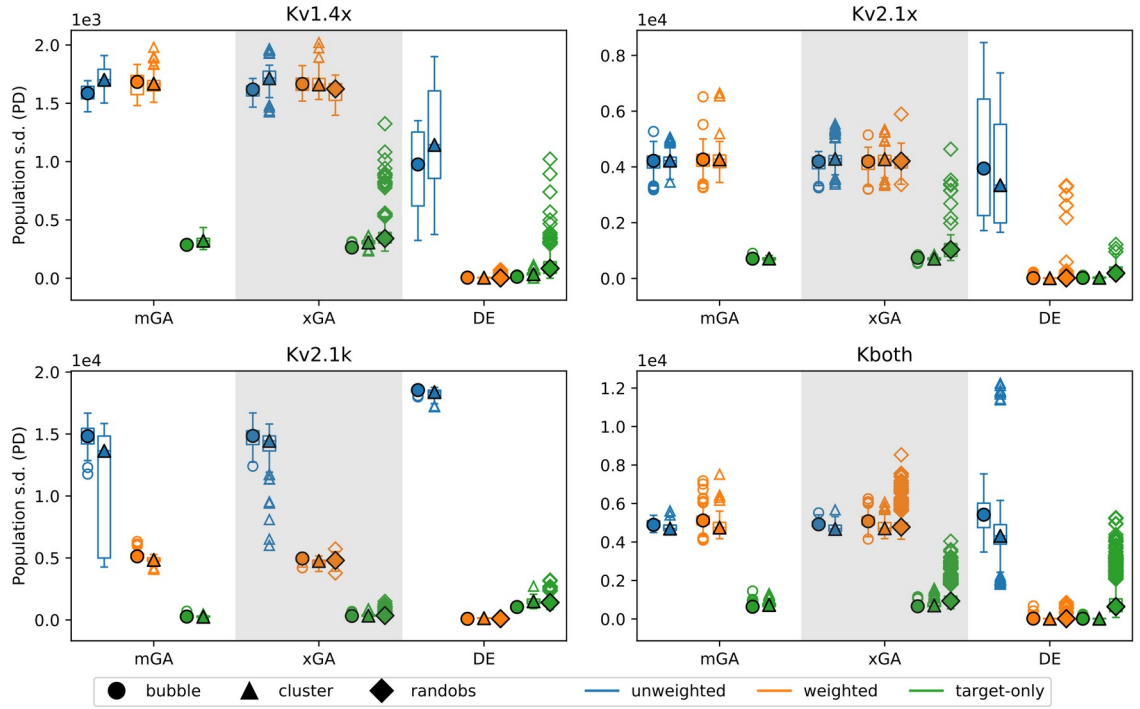 Kv1.4x
1e3
Population s.d. (PD)
2.0
1.5
1.0
0.5
0.0
mGA xGA DE
Kv2.1x
1e4
0.8
0.6
0.4
0.2
0.0
mGA xGA DE
Kv2.1k
1e4
Population s.d. (PD)
2.0
1.5
1.0
0.5
0.0
mGA xGA DE
Kboth
1e4
1.2
1.0
0.8
0.6
0.4
0.2
0.0
mGA xGA DE
bubble cluster randobs unweighted weighted target-only